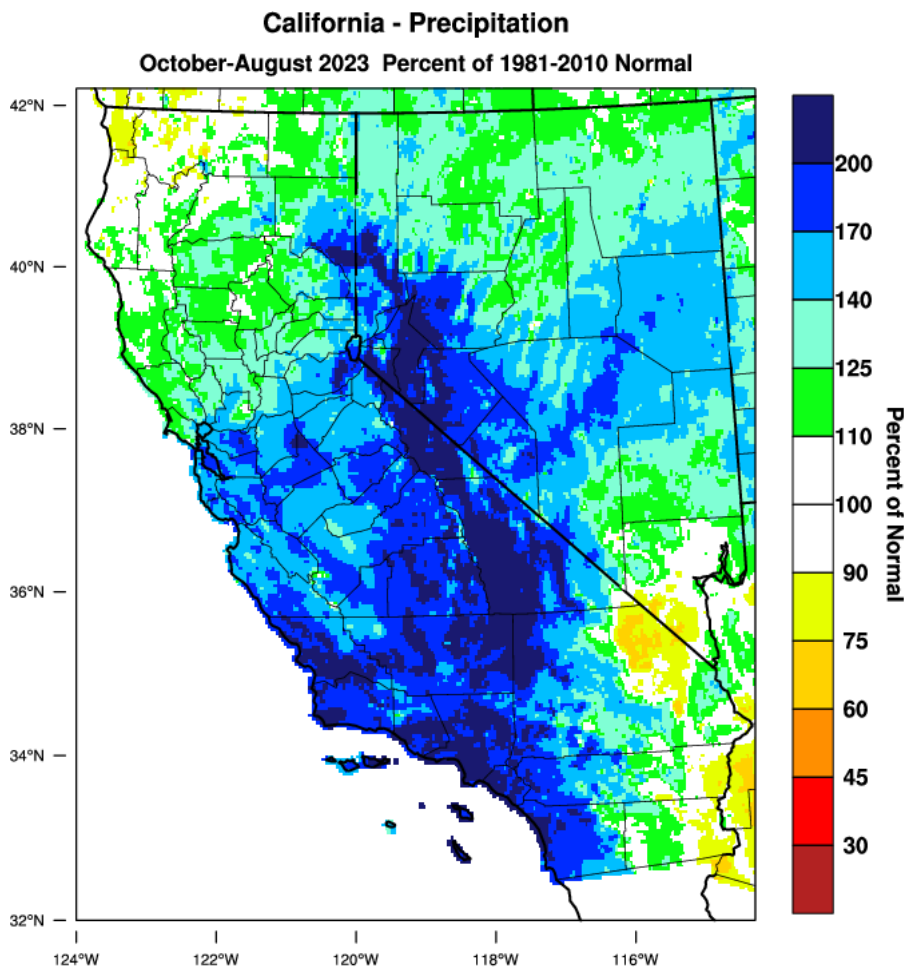 California - Precipitation
October-August 2023 Percent of 1981-2010 Normal
42°N
40°N
38°N
36°N
34°N
32°N
124°W
122°W
120°W
118°W
116°W
200
170
140
125
110
100
90
75
60
45
30
Percent of Normal